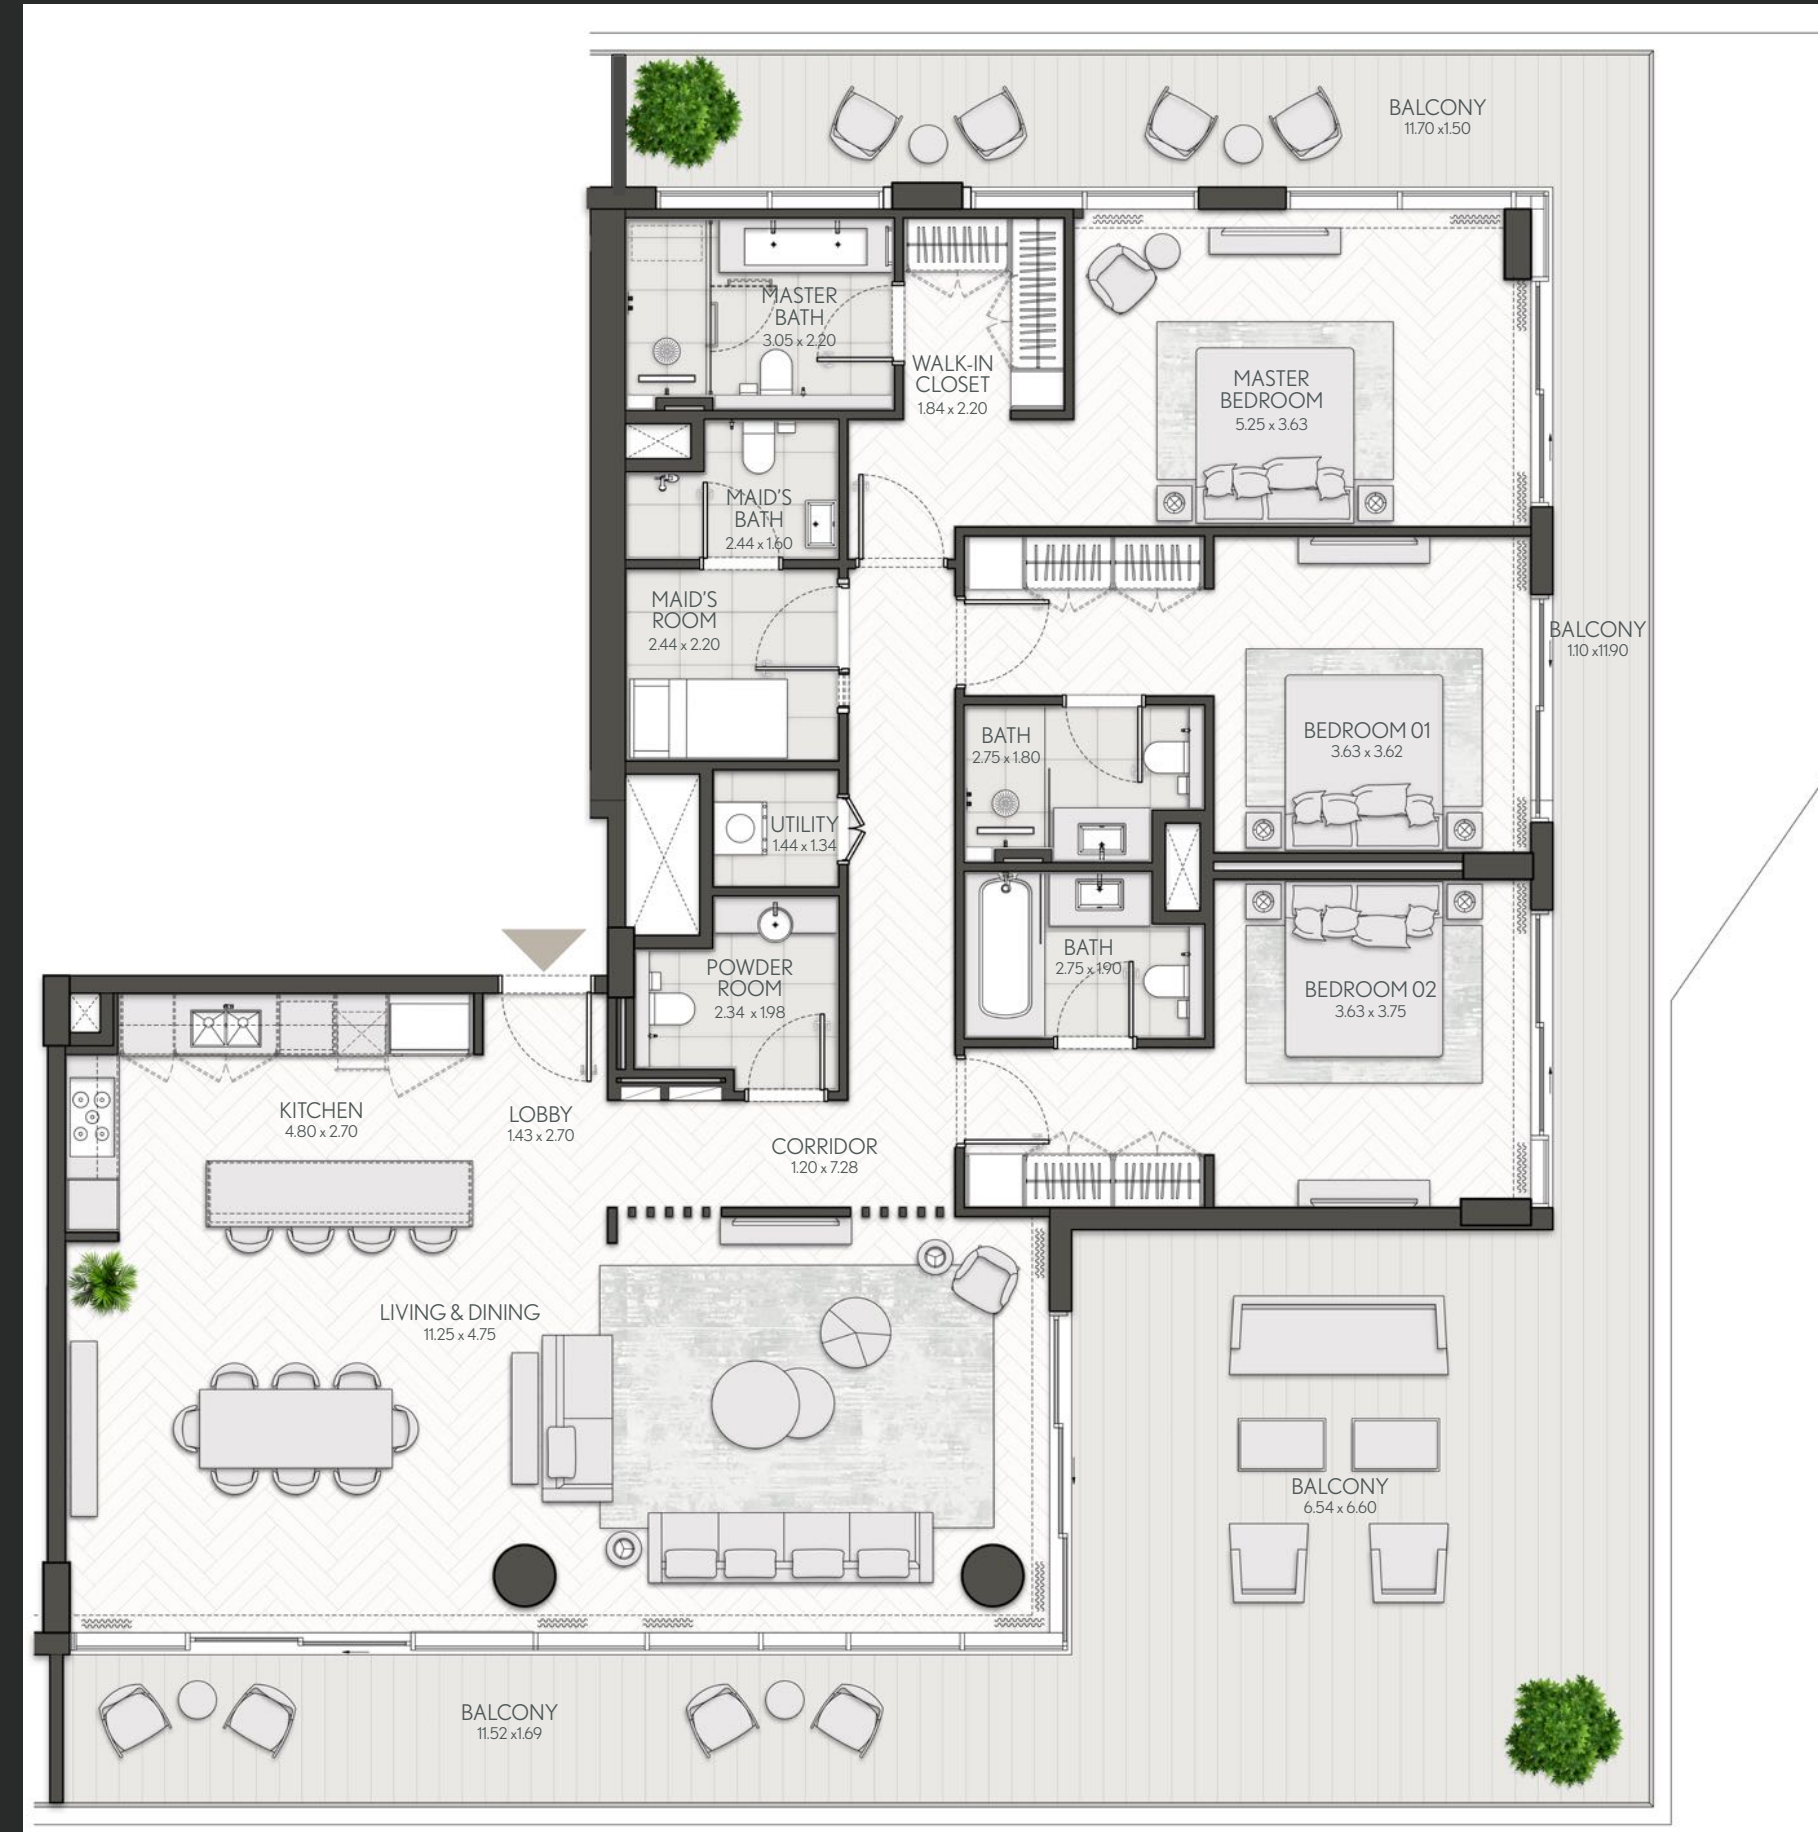 BALCONY
11.70 x1.50
MASTER
BATH
3.05 x 2.20
WALK-IN
CLOSET
1.84 x 2.20
MASTER
BEDROOM
5.25 x 3.63
MAID'S
BATH
2.44 x 1.60
MAID'S
ROOM
2.44 x 2.20
BALCONY
1.10 x11.90
BATH
2.75 x 1.80
BEDROOM 01
3.63 x 3.62
UTILITY
1.44 x 1.34
POWDER
ROOM
2.34 x 1.98
BATH
2.75 x 1.90
BEDROOM 02
3.63 x 3.75
KITCHEN
4.80 x 2.70
LOBBY
1.43 x 2.70
CORRIDOR
1.20 x 7.28
LIVING & DINING
11.25 x 4.75
BALCONY
6.54 x 6.60
BALCONY
11.52 x1.69